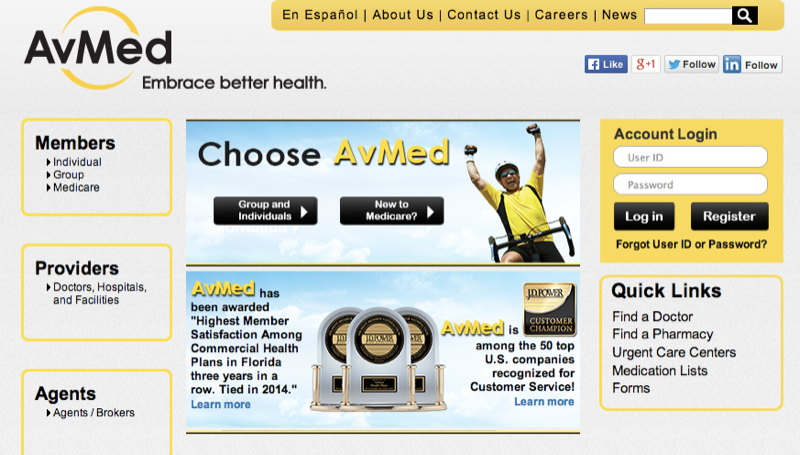 En Español | About Us | Contact Us | Careers | News
AvMed
Embrace better health.
Like
g+1
Follow
in Follow
Members
Individual
Group
Medicare
Providers
Doctors, Hospitals,
and Facilities
Agents
Agents / Brokers
Choose AvMed
Group and
Individuals
New to
Medicare?
AvMed has
been awarded
"Highest Member
Satisfaction Among
Commercial Health
Plans in Florida
three years in a
row. Tied in 2014."
Learn more
J.D. POWER
J.D. POWER
CUSTOMER
CHAMPION
AvMed is
among the 50 top
U.S. companies
recognized for
Customer Service!
Learn more
Account Login
User ID
Password
Log in
Register
Forgot User ID or Password?
Quick Links
Find a Doctor
Find a Pharmacy
Urgent Care Centers
Medication Lists
Forms